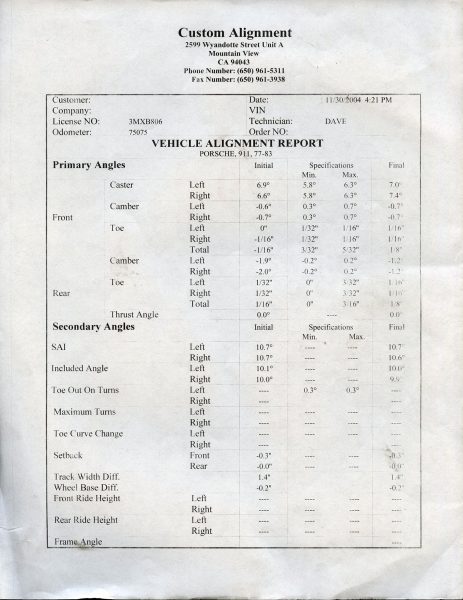 Custom Alignment
2599 Wyandotte Street Unit A
Mountain View
CA 94043
Phone Number: (650) 961-5311
Fax Number: (650) 961-3938
Customer: Date: 11/30/2004 4:21 PM
Company: VIN
License NO: 3MXB806 Technician: DAVE
Odometer: 75075 Order NO:
VEHICLE ALIGNMENT REPORT
PORSCHE, 911, 77-83
Primary Angles Initial Specifications Final
Min. Max.
Caster Left 6.9° 5.8° 6.3° 7.0°
Right 6.6° 5.8° 6.3° 7.4°
Camber Left -0.6° 0.3° 0.7° -0.7°
Front Right -0.7° 0.3° 0.7° -0.7°
Toe Left 0" 1/32" 1/16" 1/16"
Right -1/16" 1/32" 1/16" 1/16"
Total -1/16" 3/32" 5/32" 1/8"
Camber Left -1.9° -0.2° 0.2° -1.2°
Right -2.0° -0.2° 0.2° -1.2°
Toe Left 1/32" 0" 3/32" 1/16"
Rear Right 1/32" 0" 3/32" 1/16"
Total 1/16" 0" 3/16" 1/8"
Thrust Angle 0.0° ---- 0.0°
Secondary Angles Initial Specifications Final
Min. Max.
SAI Left 10.7° ---- ---- 10.7°
Right 10.7° ---- ---- 10.6°
Included Angle Left 10.1° ---- ---- 10.0°
Right 10.0° ---- ---- 9.9°
Toe Out On Turns Left ---- 0.3° 0.3° ----
Right ---- ---- ---- ----
Maximum Turns Left ---- ---- ---- ----
Right ---- ---- ---- ----
Toe Curve Change Left ---- ---- ---- ----
Right ---- ---- ---- ----
Setback Front -0.3" ---- ---- -0.3"
Rear -0.0" ---- ---- -0.0"
Track Width Diff. 1.4" ---- ---- 1.4"
Wheel Base Diff. -0.2" ---- ---- -0.2"
Front Ride Height Left ---- ---- ---- ----
Right ---- ---- ---- ----
Rear Ride Height Left ---- ---- ---- ----
Right ---- ---- ---- ----
Frame Angle ---- ---- ---- ----